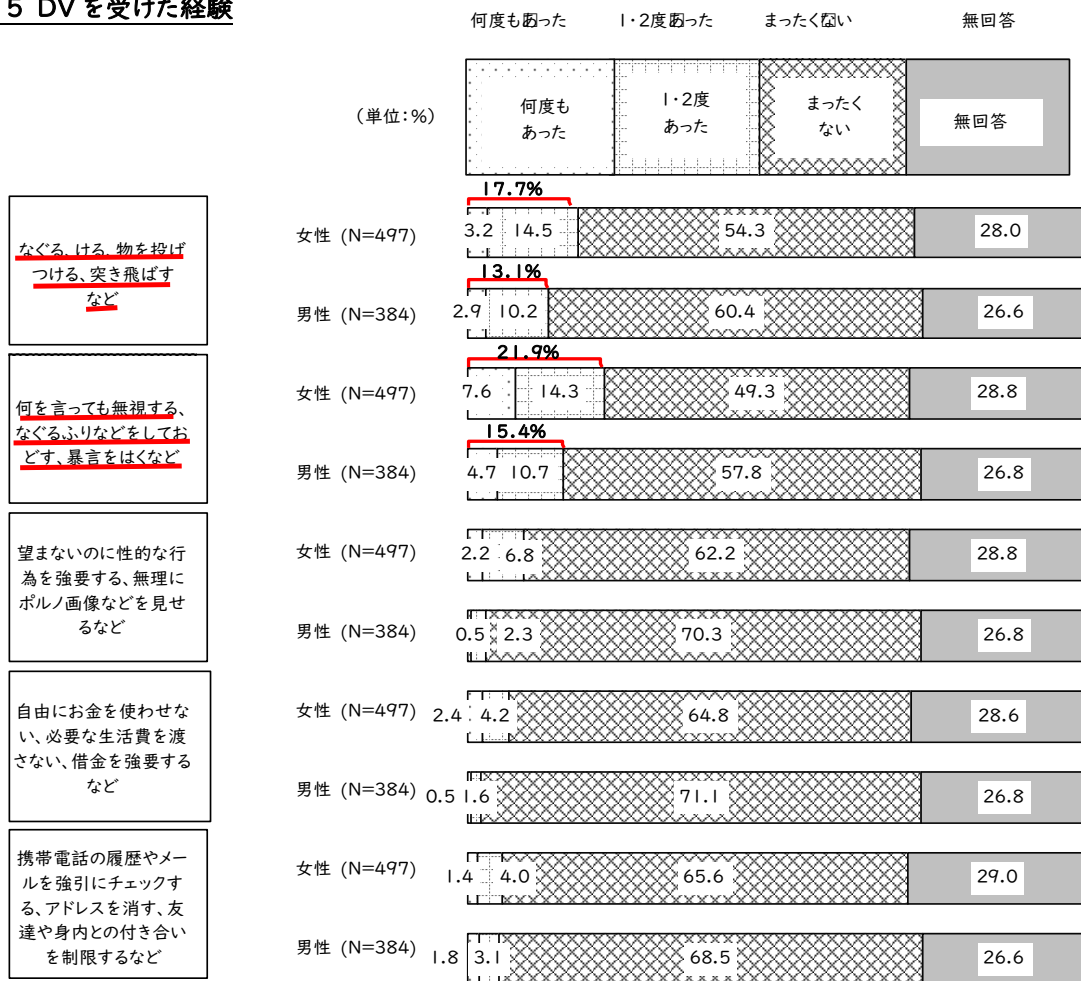 5 DVを受けた経験
何度もあった 1・2度あった まったくない 無回答
(単位:%)
何度も
あった
1・2度
あった
まったく
ない
無回答
なぐる、ける、物を投げ
つける、突き飛ばす
など
17.7%
女性 (N=497) 3.2 14.5 54.3 28.0
13.1%
男性 (N=384) 2.9 10.2 60.4 26.6
何を言っても無視する、
なぐるふりなどをしてお
どす、暴言をはくなど
21.9%
女性 (N=497) 7.6 14.3 49.3 28.8
15.4%
男性 (N=384) 4.7 10.7 57.8 26.8
望まないのに性的な行
為を強要する、無理に
ポルノ画像などを見せ
るなど
女性 (N=497) 2.2 6.8 62.2 28.8
男性 (N=384) 0.5 2.3 70.3 26.8
自由にお金を使わせな
い、必要な生活費を渡
さない、借金を強要する
など
女性 (N=497) 2.4 4.2 64.8 28.6
男性 (N=384) 0.5 1.6 71.1 26.8
携帯電話の履歴やメー
ルを強引にチェックす
る、アドレスを消す、友
達や身内との付き合い
を制限するなど
女性 (N=497) 1.4 4.0 65.6 29.0
男性 (N=384) 1.8 3.1 68.5 26.6